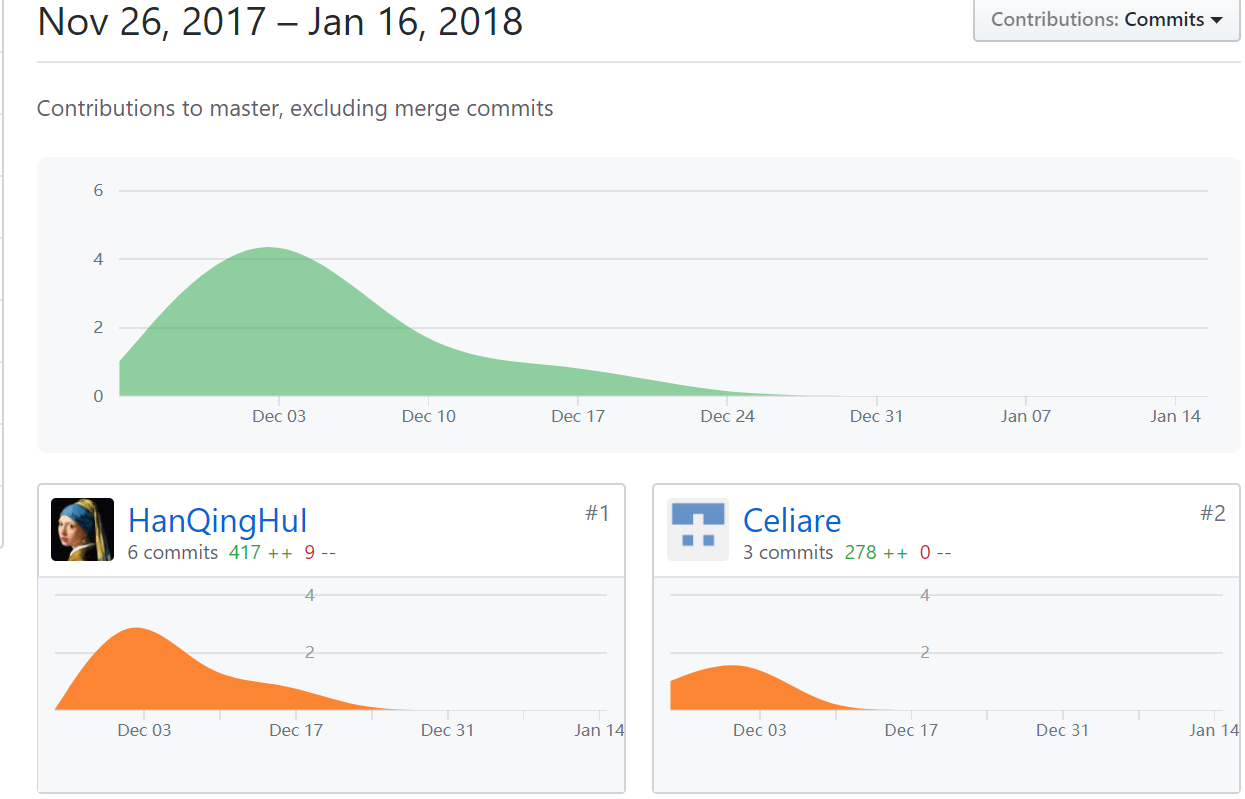 Nov 26, 2017 – Jan 16, 2018
Contributions: Commits
Contributions to master, excluding merge commits
6
4
2
0
Dec 03 Dec 10 Dec 17 Dec 24 Dec 31 Jan 07 Jan 14
HanQingHul #1
6 commits 417 ++ 9 --
4
2
Dec 03 Dec 17 Dec 31 Jan 14
Celiare #2
3 commits 278 ++ 0 --
4
2
Dec 03 Dec 17 Dec 31 Jan 14